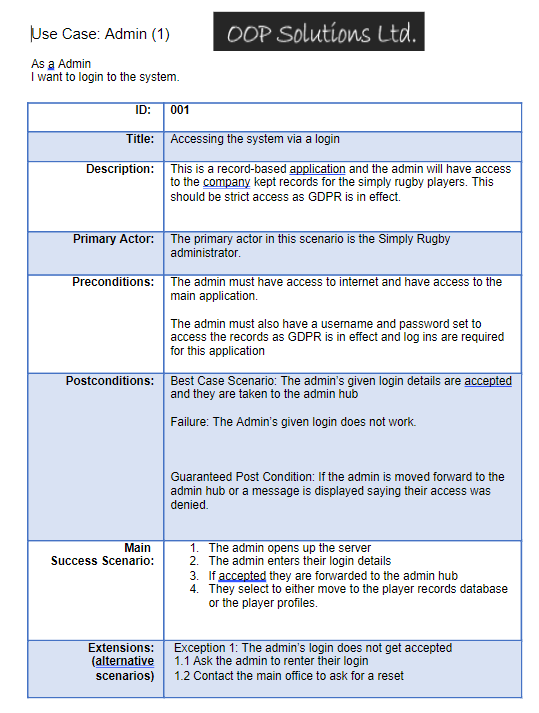 Use Case: Admin (1)
OOP Solutions Ltd.
As a Admin
I want to login to the system.
ID: 001
Title: Accessing the system via a login
Description: This is a record-based application and the admin will have access
to the company kept records for the simply rugby players. This
should be strict access as GDPR is in effect.
Primary Actor: The primary actor in this scenario is the Simply Rugby
administrator.
Preconditions: The admin must have access to internet and have access to the
main application.
The admin must also have a username and password set to
access the records as GDPR is in effect and log ins are required
for this application
Postconditions: Best Case Scenario: The admin's given login details are accepted
and they are taken to the admin hub
Failure: The Admin's given login does not work.
Guaranteed Post Condition: If the admin is moved forward to the
admin hub or a message is displayed saying their access was
denied.
Main
Success Scenario:
1. The admin opens up the server
2. The admin enters their login details
3. If accepted they are forwarded to the admin hub
4. They select to either move to the player records database
or the player profiles.
Extensions:
(alternative
scenarios)
Exception 1: The admin's login does not get accepted
1.1 Ask the admin to renter their login
1.2 Contact the main office to ask for a reset